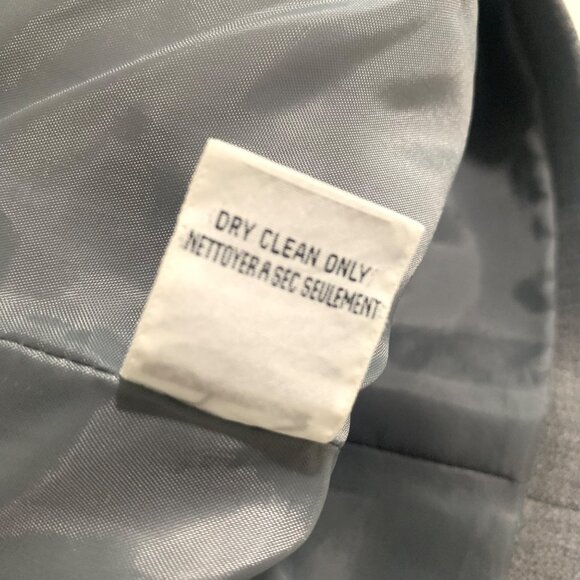 DRY CLEAN ONLY
NETTOYER A SEC SEULEMENT